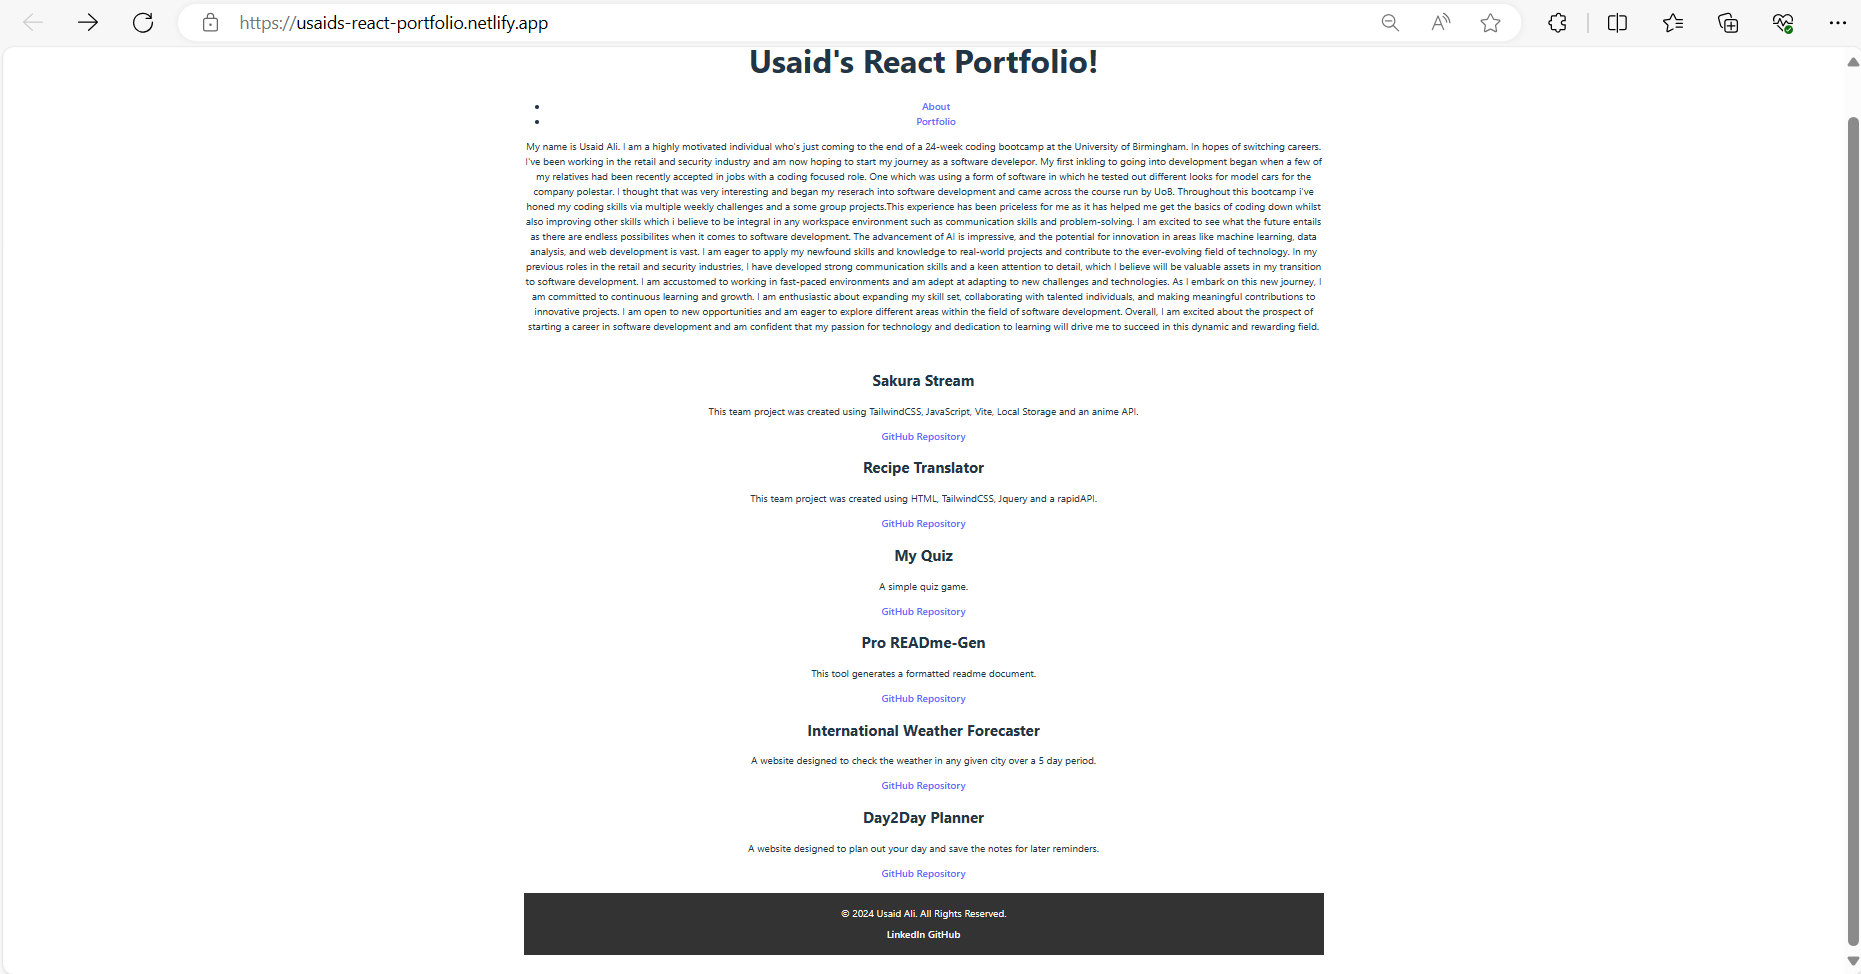 https://usaids-react-portfolio.netlify.app
Usaid's React Portfolio!
About
Portfolio
My name is Usaid Ali. I am a highly motivated individual who's just coming to the end of a 24-week coding bootcamp at the University of Birmingham. In hopes of switching careers.
I've been working in the retail and security industry and am now hoping to start my journey as a software develepor. My first inkling to going into development began when a few of
my relatives had been recently accepted in jobs with a coding focused role. One which was using a form of software in which he tested out different looks for model cars for the
company polestar. I thought that was very interesting and began my reserach into software development and came across the course run by UoB. Throughout this bootcamp i've
honed my coding skills via multiple weekly challenges and a some group projects.This experience has been priceless for me as it has helped me get the basics of coding down whilst
also improving other skills which i believe to be integral in any workspace environment such as communication skills and problem-solving. I am excited to see what the future entails
as there are endless possibilites when it comes to software development. The advancement of AI is impressive, and the potential for innovation in areas like machine learning, data
analysis, and web development is vast. I am eager to apply my newfound skills and knowledge to real-world projects and contribute to the ever-evolving field of technology. In my
previous roles in the retail and security industries, I have developed strong communication skills and a keen attention to detail, which I believe will be valuable assets in my transition
to software development. I am accustomed to working in fast-paced environments and am adept at adapting to new challenges and technologies. As I embark on this new journey, I
am committed to continuous learning and growth. I am enthusiastic about expanding my skill set, collaborating with talented individuals, and making meaningful contributions to
innovative projects. I am open to new opportunities and am eager to explore different areas within the field of software development. Overall, I am excited about the prospect of
starting a career in software development and am confident that my passion for technology and dedication to learning will drive me to succeed in this dynamic and rewarding field.
Sakura Stream
This team project was created using TailwindCSS, JavaScript, Vite, Local Storage and an anime API.
GitHub Repository
Recipe Translator
This team project was created using HTML, TailwindCSS, Jquery and a rapidAPI.
GitHub Repository
My Quiz
A simple quiz game.
GitHub Repository
Pro READme-Gen
This tool generates a formatted readme document.
GitHub Repository
International Weather Forecaster
A website designed to check the weather in any given city over a 5 day period.
GitHub Repository
Day2Day Planner
A website designed to plan out your day and save the notes for later reminders.
GitHub Repository
© 2024 Usaid Ali. All Rights Reserved.
LinkedIn GitHub